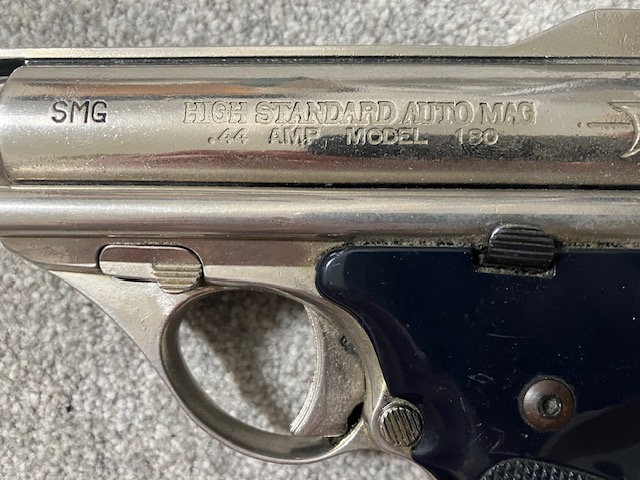 SMG
HIGH STANDARD AUTO MAG
.44 AMP MODEL 180